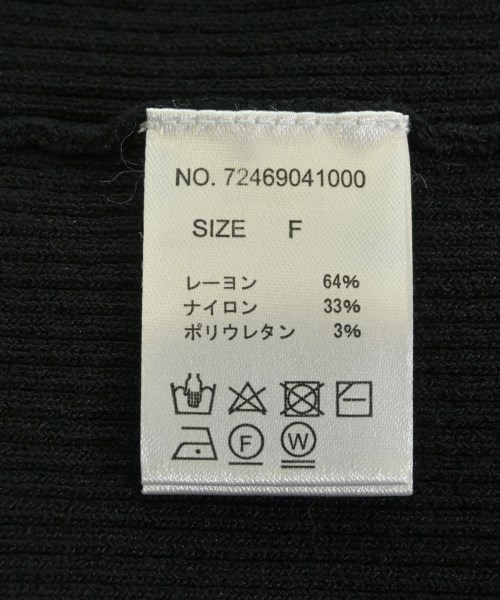 NO. 72469041000
SIZE F
レーヨン 64%
ナイロン 33%
ポリウレタン 3%
F W